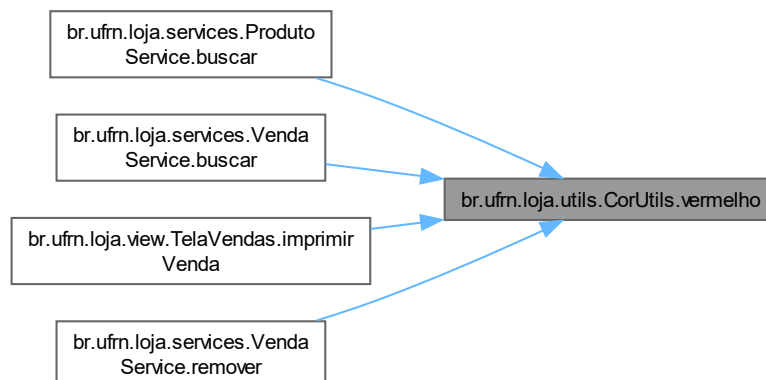 br.ufrn.loja.services.Produto
Service.buscar
br.ufrn.loja.services.Venda
Service.buscar
br.ufrn.loja.utils.CorUtils.vermelho
br.ufrn.loja.view.TelaVendas.imprimir
Venda
br.ufrn.loja.services.Venda
Service.remover